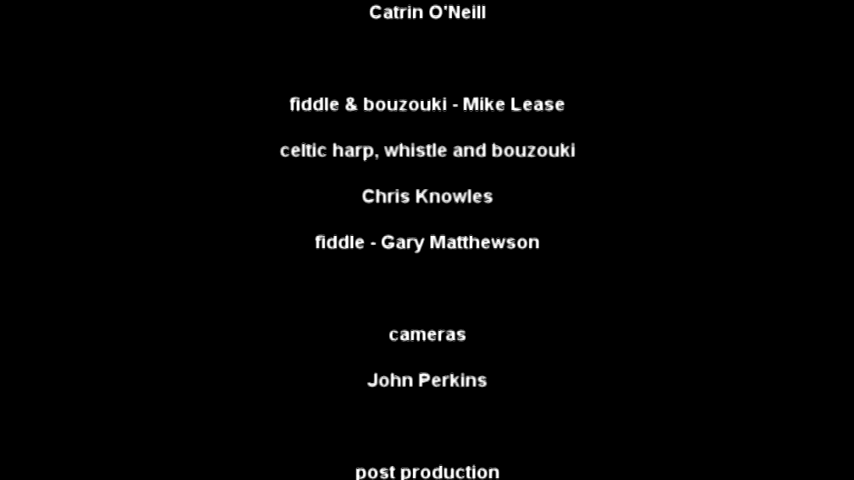 Catrin O'Neill
fiddle & bouzouki - Mike Lease
celtic harp, whistle and bouzouki
Chris Knowles
fiddle - Gary Matthewson
cameras
John Perkins
post production